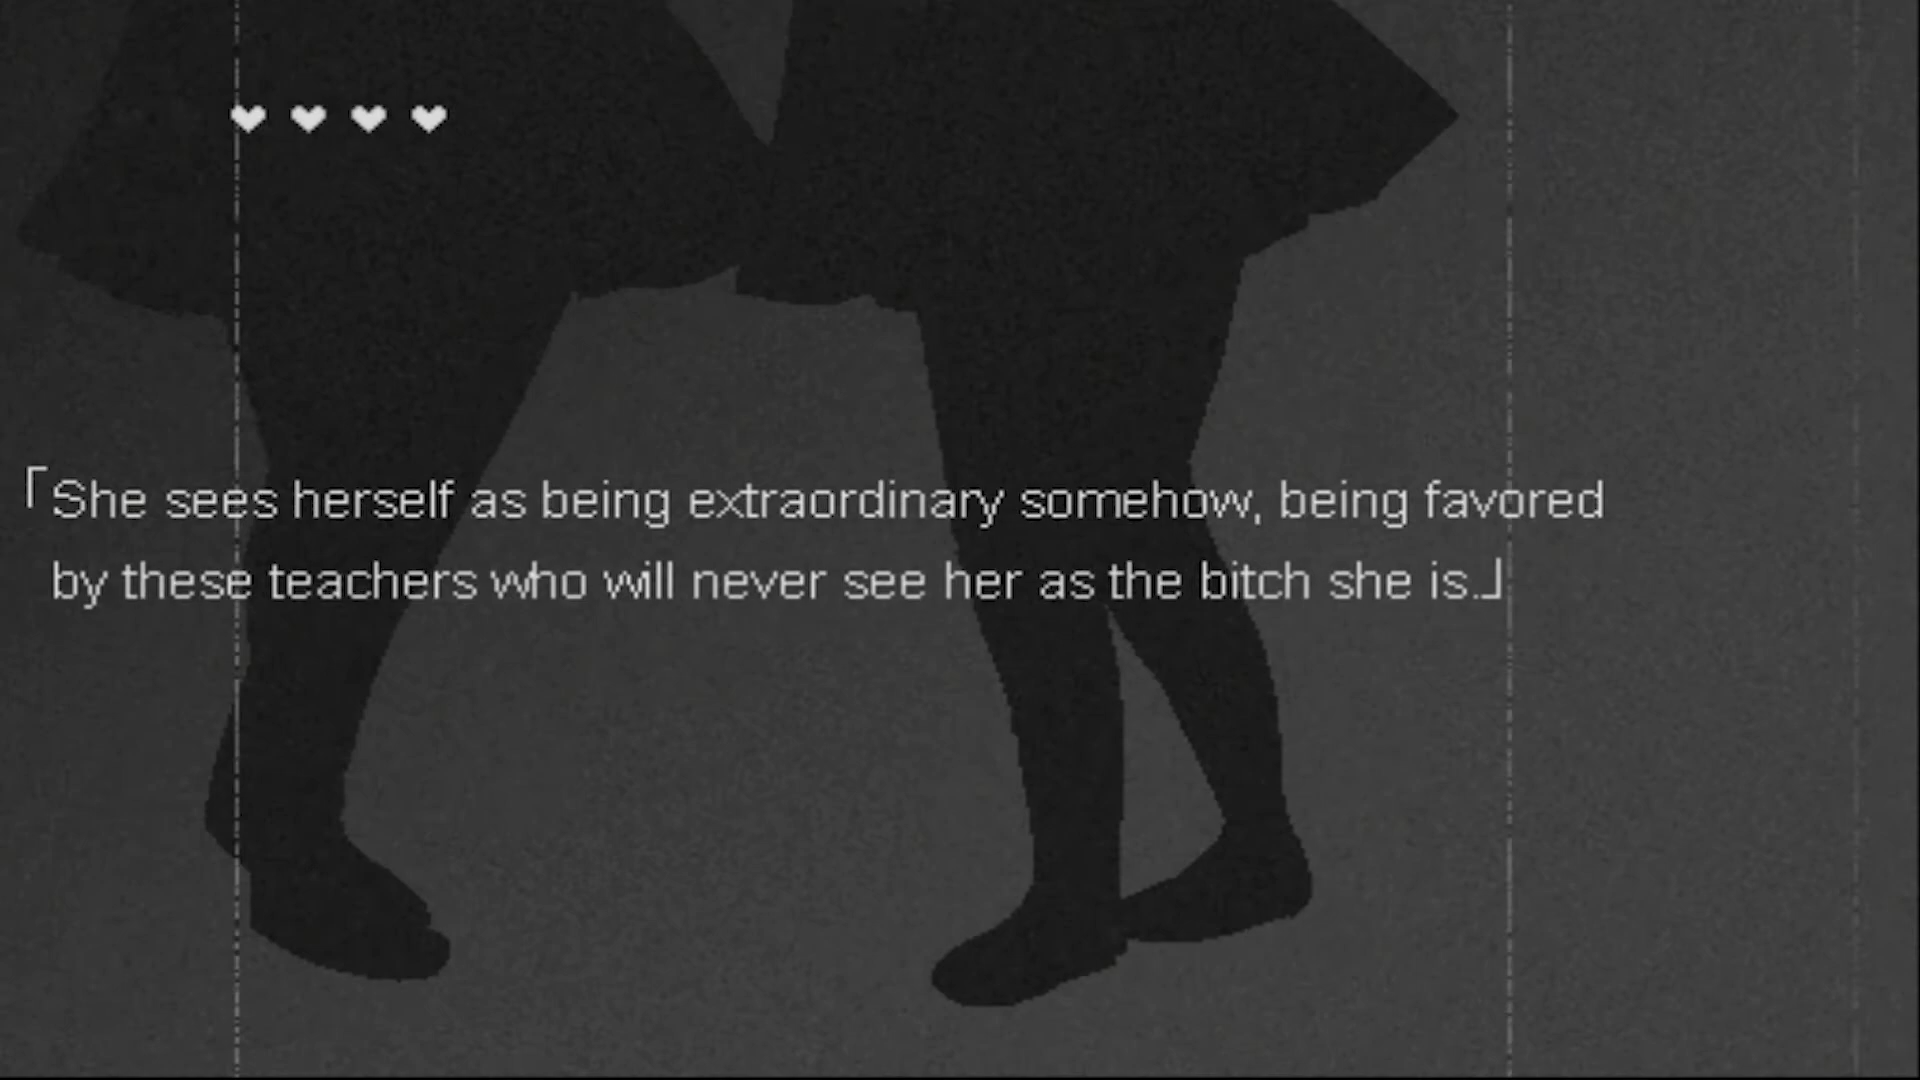 「She sees herself as being extraordinary somehow, being favored
by these teachers who will never see her as the bitch she is.」